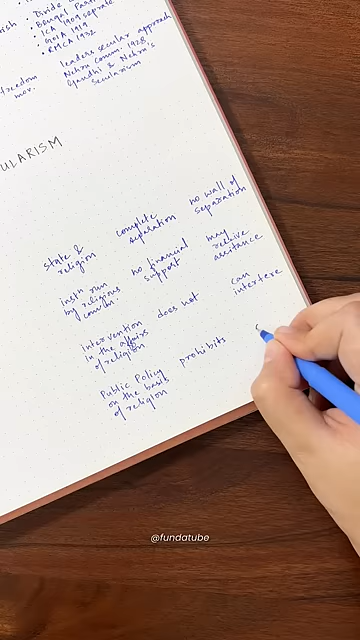 Divide a
Bengal Parti
ICA 1909 separate
GOIA 1919
RMCA 1932
leaders secular approach
Nehru Comm. 1928
Gandhi & Nehru's
Secularism
freedom
mov.
ULARISM
state &
religion
complete
separation
no wall of
separation
instn run
by religious
comm.
no financial
support
may
receive
assistance
intervention
in the affairs
of religion
does not
can
interfere
Public Policy
on the basis
of religion
prohibits
@fundatube